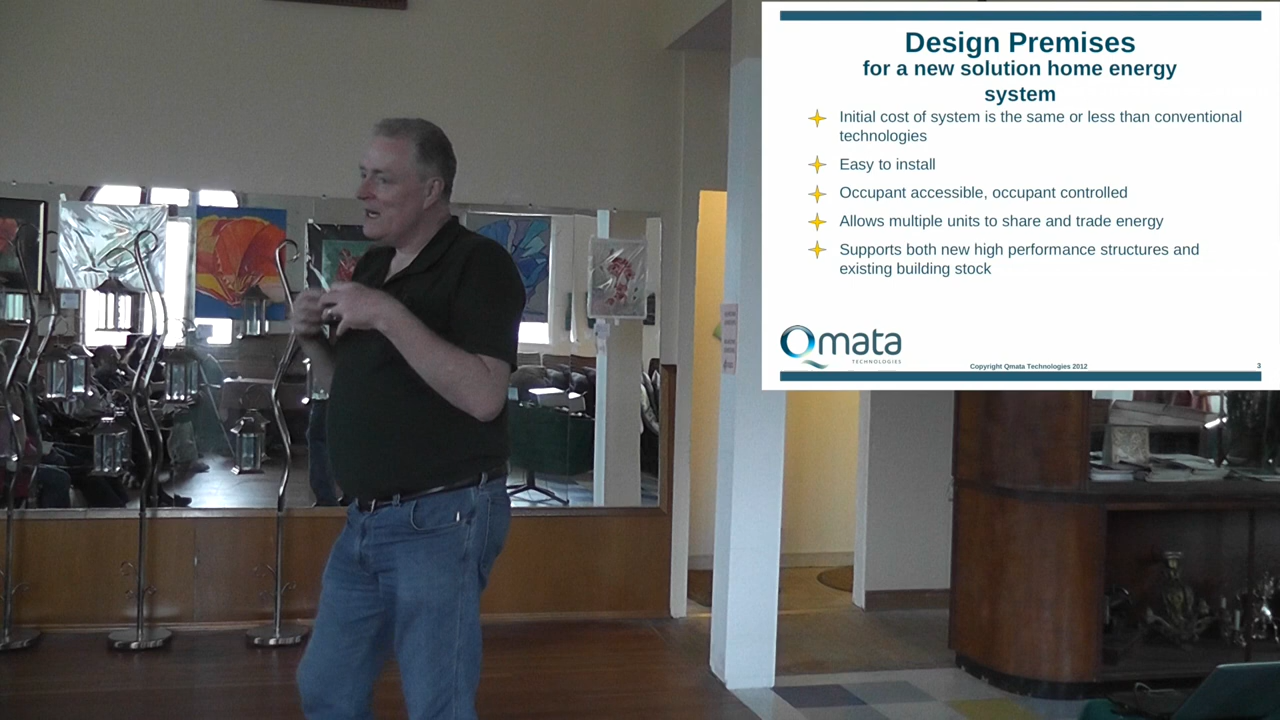 Design Premises
for a new solution home energy
system
Initial cost of system is the same or less than conventional
technologies
Easy to install
Occupant accessible, occupant controlled
Allows multiple units to share and trade energy
Supports both new high performance structures and
existing building stock
Qmata
TECHNOLOGIES
Copyright Qmata Technologies 2012
3